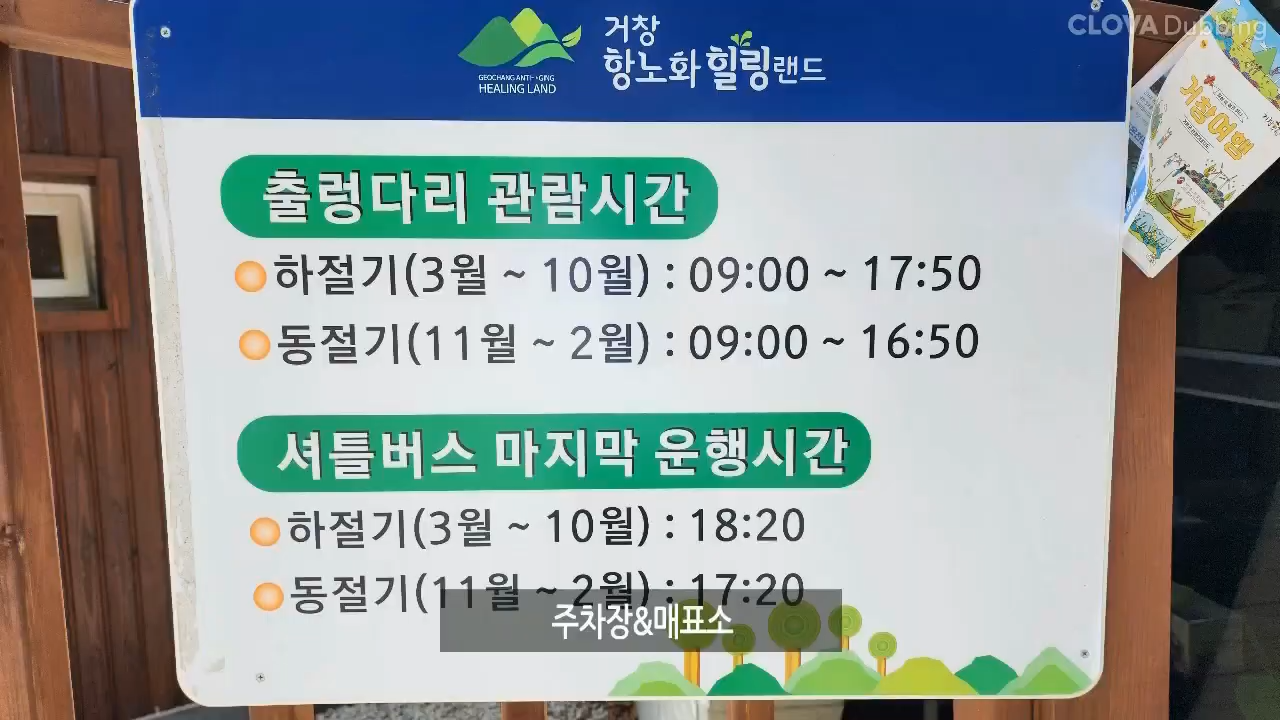 CLOVA Dubbing
거창
항노화 힐링랜드
HEALING LAND
거창여행
출렁다리 관람시간
하절기(3월 ~ 10월) : 09:00 ~ 17:50
동절기(11월 ~ 2월) : 09:00 ~ 16:50
셔틀버스 마지막 운행시간
하절기(3월 ~ 10월) : 18:20
동절기(11월 ~ 2월) : 17:20
주차장&매표소